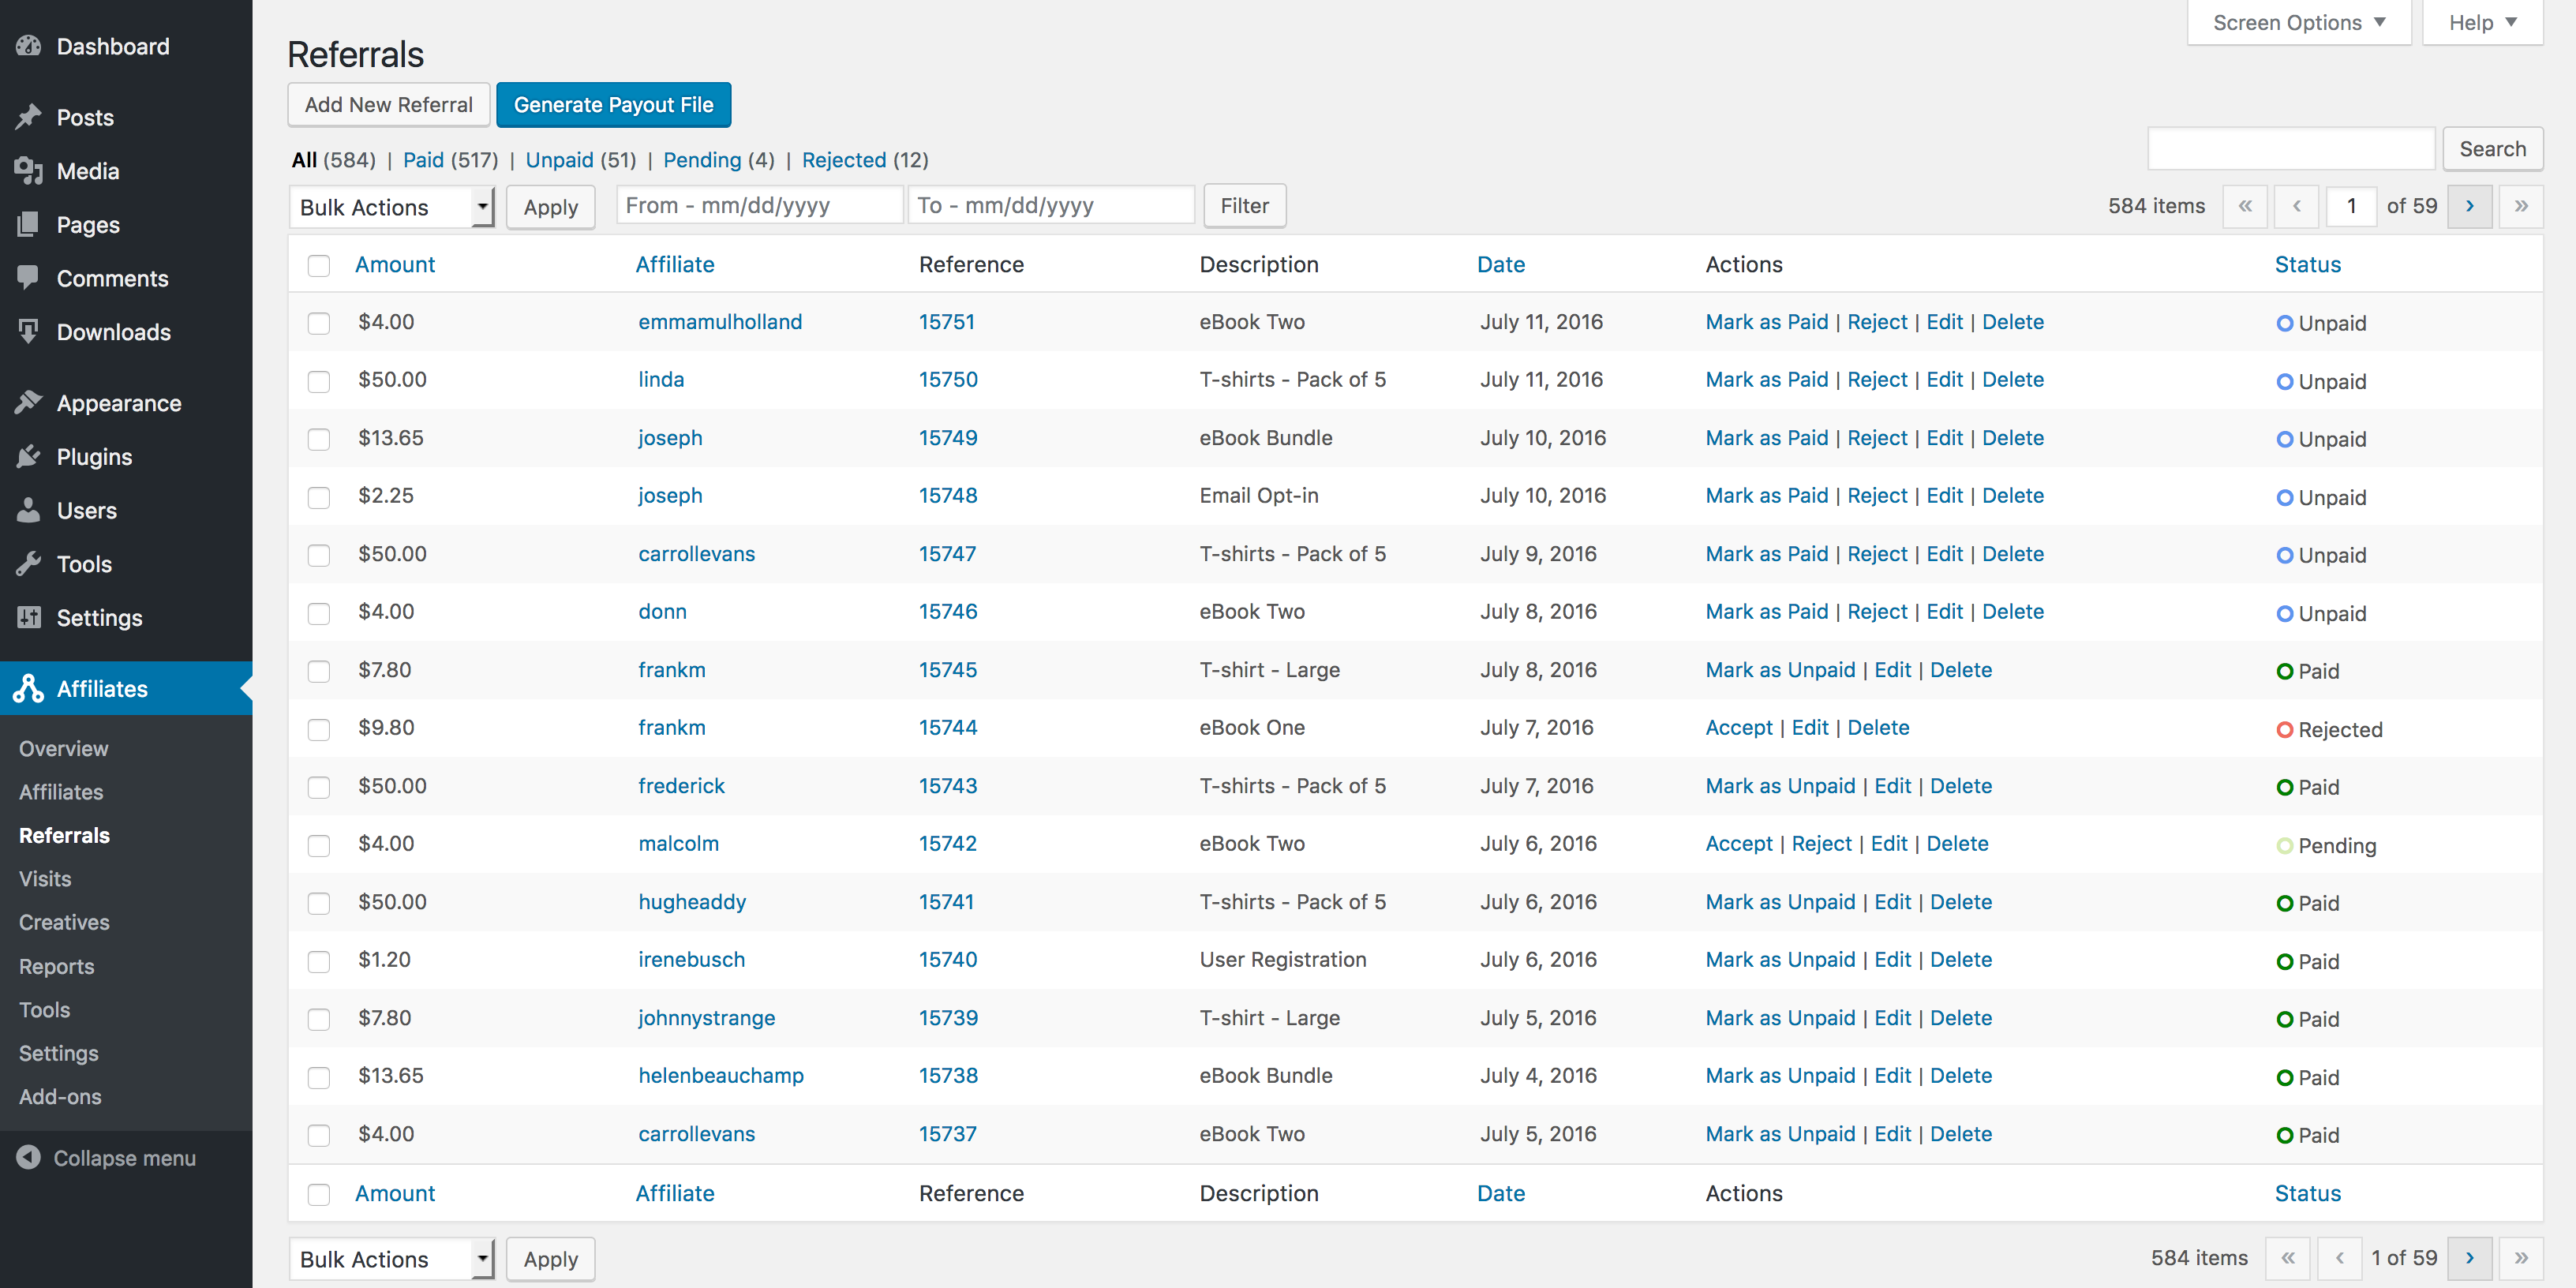 Dashboard
Posts
Media
Pages
Comments
Downloads
Appearance
Plugins
Users
Tools
Settings
Affiliates
Overview
Affiliates
Referrals
Visits
Creatives
Reports
Tools
Settings
Add-ons
Collapse menu
Screen Options Help
Referrals
Add New Referral Generate Payout File
All (584) | Paid (517) | Unpaid (51) | Pending (4) | Rejected (12)
Search
Bulk Actions Apply From - mm/dd/yyyy To - mm/dd/yyyy Filter 584 items « ‹ 1 of 59 › »
Amount Affiliate Reference Description Date Actions Status
$4.00 emmamulholland 15751 eBook Two July 11, 2016 Mark as Paid | Reject | Edit | Delete Unpaid
$50.00 linda 15750 T-shirts - Pack of 5 July 11, 2016 Mark as Paid | Reject | Edit | Delete Unpaid
$13.65 joseph 15749 eBook Bundle July 10, 2016 Mark as Paid | Reject | Edit | Delete Unpaid
$2.25 joseph 15748 Email Opt-in July 10, 2016 Mark as Paid | Reject | Edit | Delete Unpaid
$50.00 carrollevans 15747 T-shirts - Pack of 5 July 9, 2016 Mark as Paid | Reject | Edit | Delete Unpaid
$4.00 donn 15746 eBook Two July 8, 2016 Mark as Paid | Reject | Edit | Delete Unpaid
$7.80 frankm 15745 T-shirt - Large July 8, 2016 Mark as Unpaid | Edit | Delete Paid
$9.80 frankm 15744 eBook One July 7, 2016 Accept | Edit | Delete Rejected
$50.00 frederick 15743 T-shirts - Pack of 5 July 7, 2016 Mark as Unpaid | Edit | Delete Paid
$4.00 malcolm 15742 eBook Two July 6, 2016 Accept | Reject | Edit | Delete Pending
$50.00 hugheaddy 15741 T-shirts - Pack of 5 July 6, 2016 Mark as Unpaid | Edit | Delete Paid
$1.20 irenebusch 15740 User Registration July 6, 2016 Mark as Unpaid | Edit | Delete Paid
$7.80 johnnystrange 15739 T-shirt - Large July 5, 2016 Mark as Unpaid | Edit | Delete Paid
$13.65 helenbeauchamp 15738 eBook Bundle July 4, 2016 Mark as Unpaid | Edit | Delete Paid
$4.00 carrollevans 15737 eBook Two July 5, 2016 Mark as Unpaid | Edit | Delete Paid
Amount Affiliate Reference Description Date Actions Status
Bulk Actions Apply 584 items « ‹ 1 of 59 › »